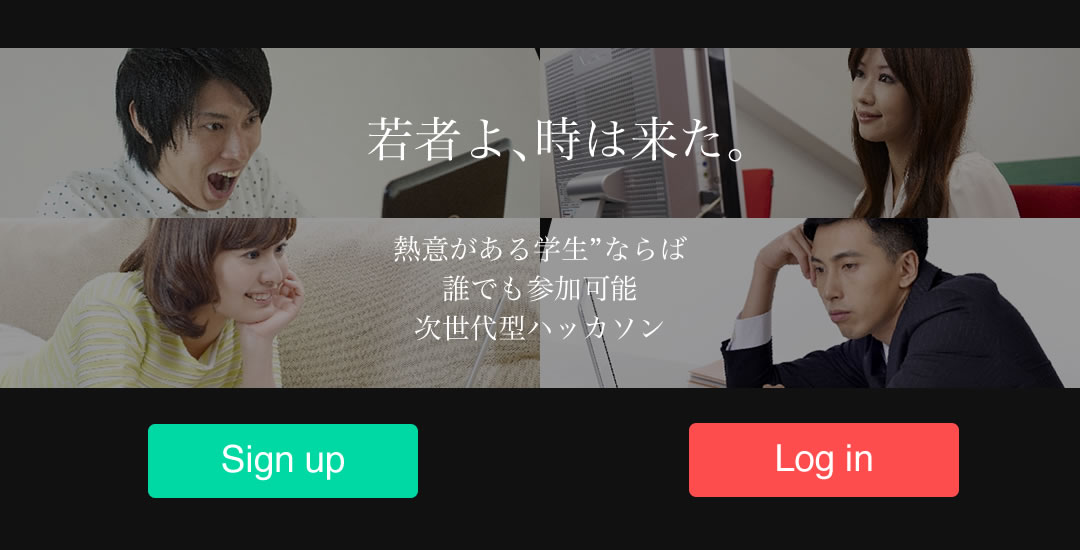 若者よ、時は来た。
熱意がある学生”ならば
誰でも参加可能
次世代型ハッカソン
Sign up
Log in